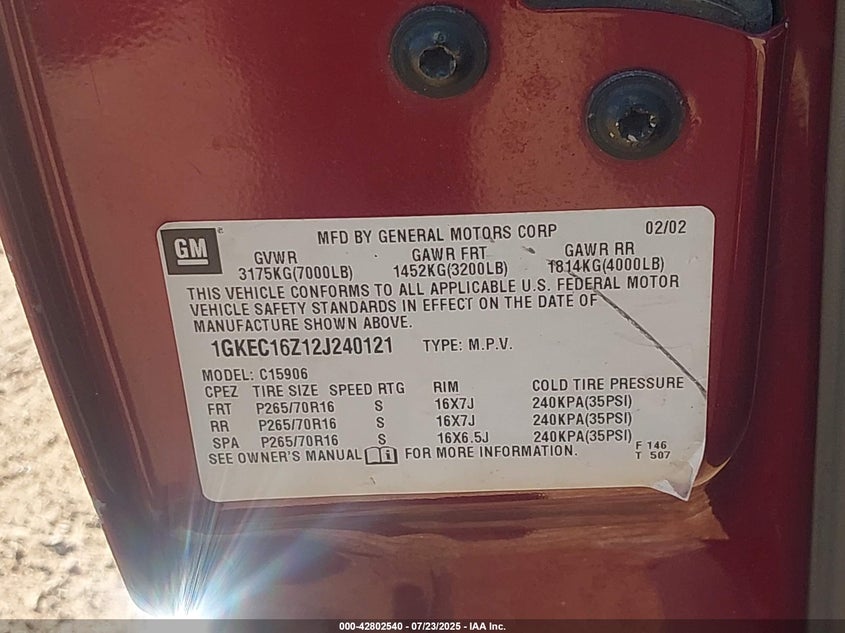 GM
MFD BY GENERAL MOTORS CORP 02/02
GVWR GAWR FRT GAWR RR
3175KG(7000LB) 1452KG(3200LB) 1814KG(4000LB)
THIS VEHICLE CONFORMS TO ALL APPLICABLE U.S. FEDERAL MOTOR
VEHICLE SAFETY STANDARDS IN EFFECT ON THE DATE OF
MANUFACTURE SHOWN ABOVE.
1GKEC16Z12J240121 TYPE: M.P.V.
MODEL: C15906
CPEZ TIRE SIZE SPEED RTG RIM COLD TIRE PRESSURE
FRT P265/70R16 S 16X7J 240KPA(35PSI)
RR P265/70R16 S 16X7J 240KPA(35PSI)
SPA P265/70R16 S 16X6.5J 240KPA(35PSI)
SEE OWNER'S MANUAL FOR MORE INFORMATION.
F 146
T 507
000-42802540 - 07/23/2025 - IAA Inc.